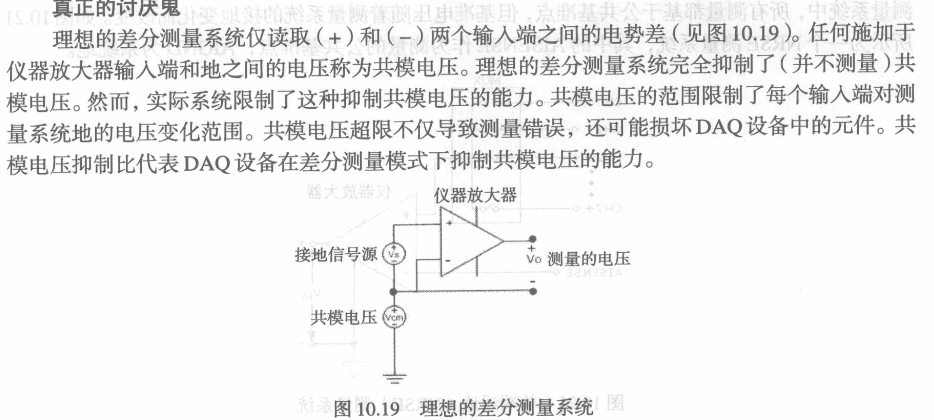 真正的讨厌鬼
理想的差分测量系统仅读取（+）和（-）两个输入端之间的电势差（见图10.19）。任何施加于
仪器放大器输入端和地之间的电压称为共模电压。理想的差分测量系统完全抑制了（并不测量）共
模电压。然而，实际系统限制了这种抑制共模电压的能力。共模电压的范围限制了每个输入端对测
量系统地的电压变化范围。共模电压超限不仅导致测量错误，还可能损坏DAQ设备中的元件。共
模电压抑制比代表DAQ设备在差分测量模式下抑制共模电压的能力。
仪器放大器
+
接地信号源
+
Vs
-
-
+
Vo 测量的电压
-
共模电压
+
Vcm
-
图10.19 理想的差分测量系统